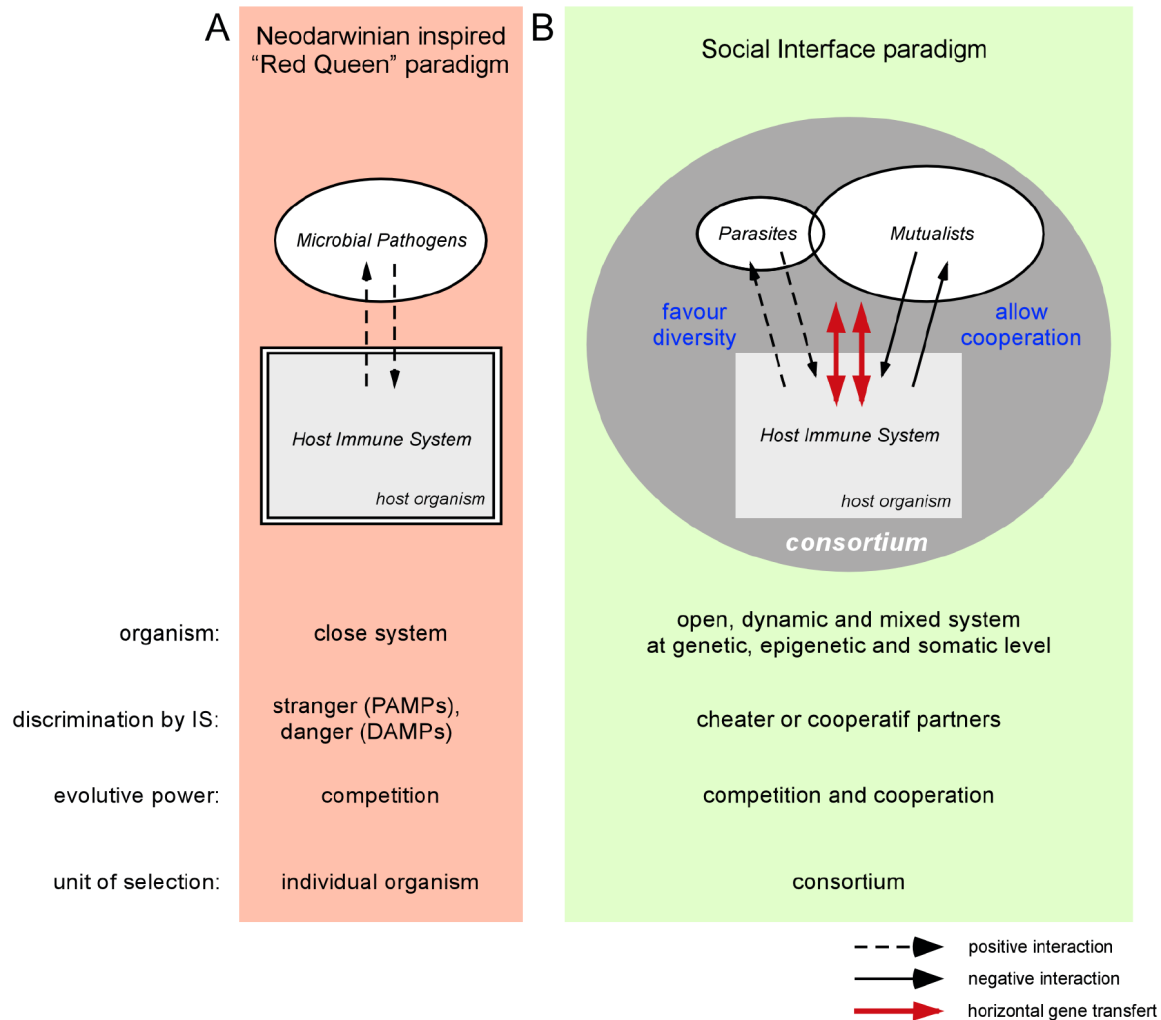 A
Neodarwinian inspired
“Red Queen” paradigm
Microbial Pathogens
Host Immune System
host organism
B
Social Interface paradigm
Parasites
Mutualists
favour
diversity
allow
cooperation
Host Immune System
host organism
consortium
organism:
close system
open, dynamic and mixed system
at genetic, epigenetic and somatic level
discrimination by IS:
stranger (PAMPs),
danger (DAMPs)
cheater or cooperatif partners
evolutive power:
competition
competition and cooperation
unit of selection:
individual organism
consortium
positive interaction
negative interaction
horizontal gene transfert